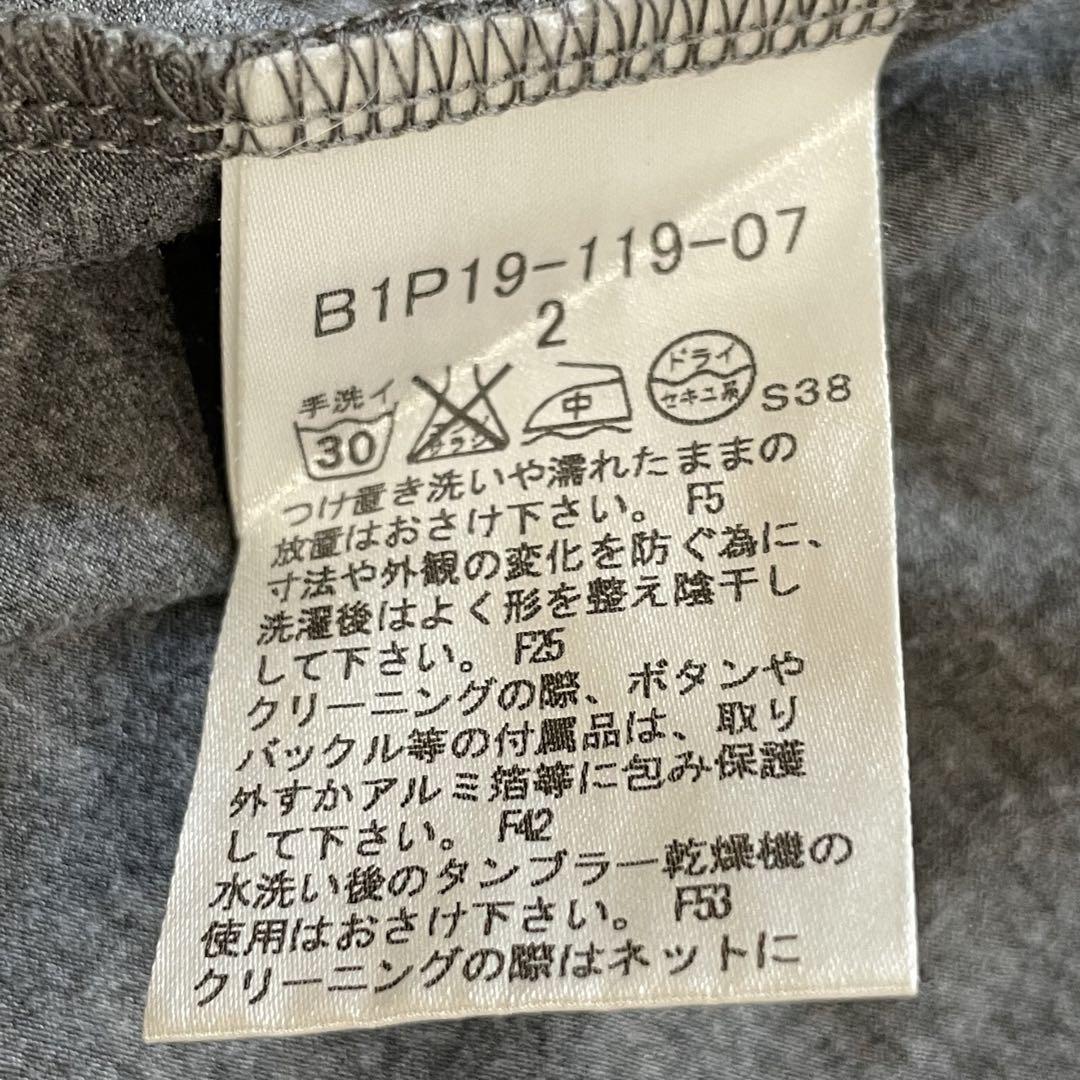 B1P19-119-07
2
手洗イ
30
エンソ
サラシ
中
ドライ
セキユ系
S38
つけ置き洗いや濡れたままの
放置はおさけ下さい。 F5
寸法や外観の変化を防ぐ為に、
洗濯後はよく形を整え陰干し
して下さい。 F25
クリーニングの際、ボタンや
バックル等の付属品は、取り
外すかアルミ箔等に包み保護
して下さい。 F42
水洗い後のタンブラー乾燥機の
使用はおさけ下さい。 F53
クリーニングの際はネットに